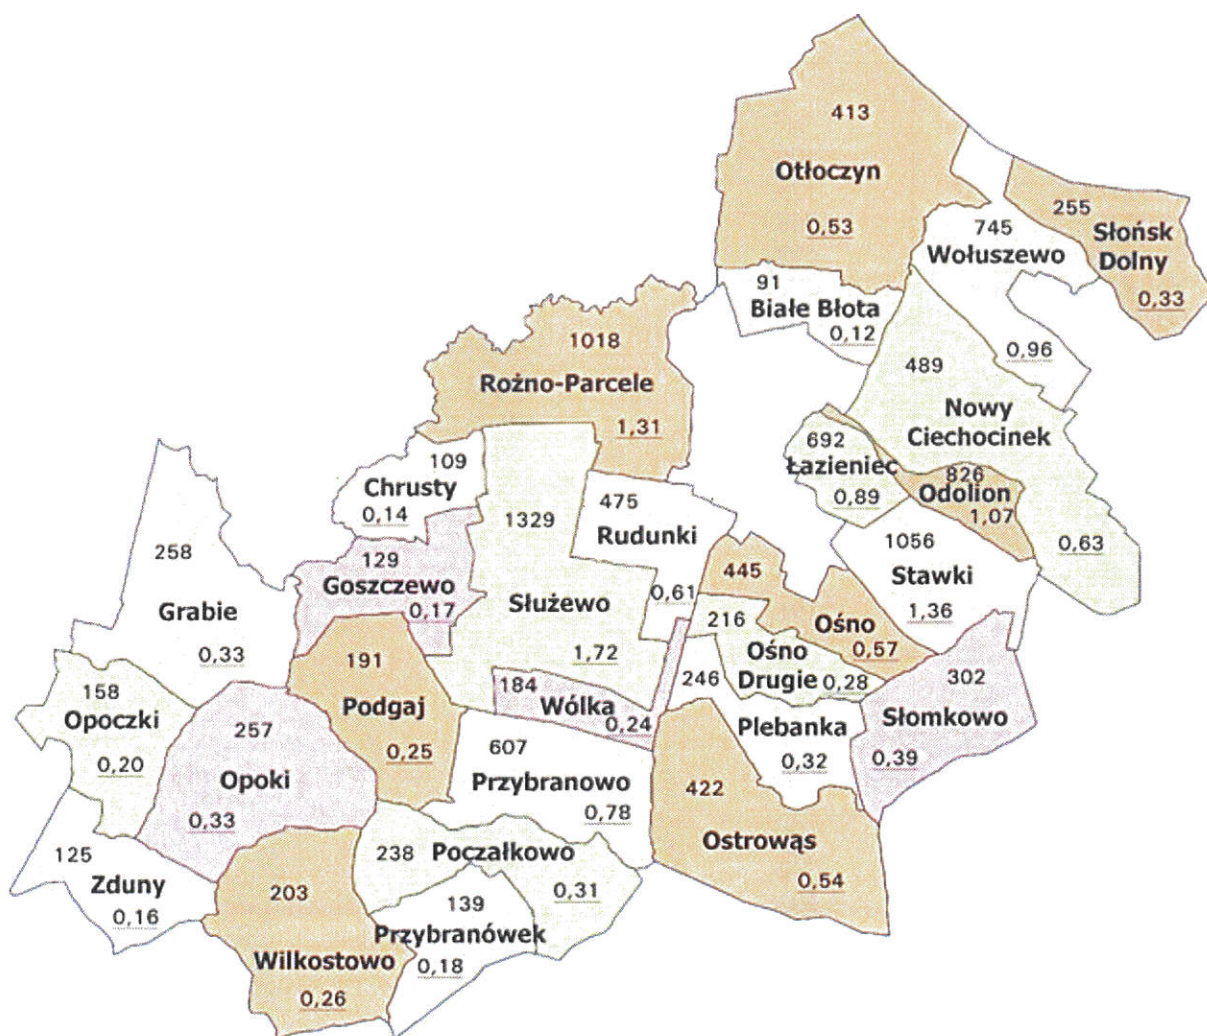 413
Otłoczyn
0,53
255
Słońsk
Dolny
0,33
745
Wołuszewo
0,96
91
Białe Błota
0,12
1018
Rożno-Parcele
1,31
489
Nowy
Ciechocinek
0,63
692
Łazieniec
0,89
826
Odolion
1,07
109
Chrusty
0,14
1329
Służewo
1,72
475
Rudunki
0,61
1056
Stawki
1,36
258
Grabie
0,33
129
Goszczewo
0,17
445
Ośno
0,57
216
Ośno
Drugie
0,28
191
Podgaj
0,25
184
Wólka
0,24
246
Plebanka
0,32
302
Słomkowo
0,39
158
Opoczki
0,20
257
Opoki
0,33
607
Przybranowo
0,78
422
Ostrowąs
0,54
125
Zduny
0,16
203
Wilkostowo
0,26
238
Poczałkowo
0,31
139
Przybranówek
0,18